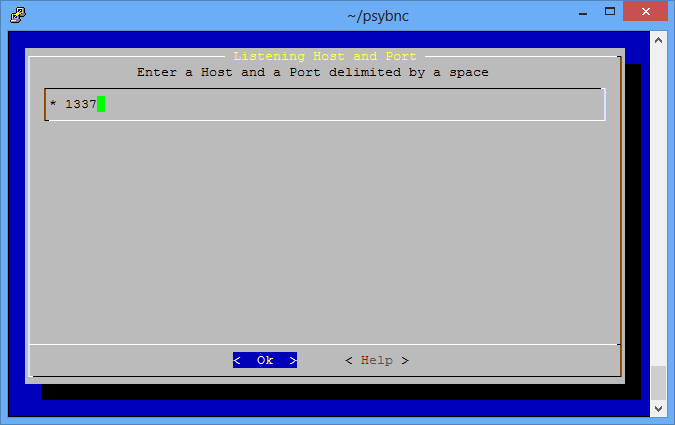 ~/psybnc
Listening Host and Port
Enter a Host and a Port delimited by a space
* 1337
< Ok > < Help >